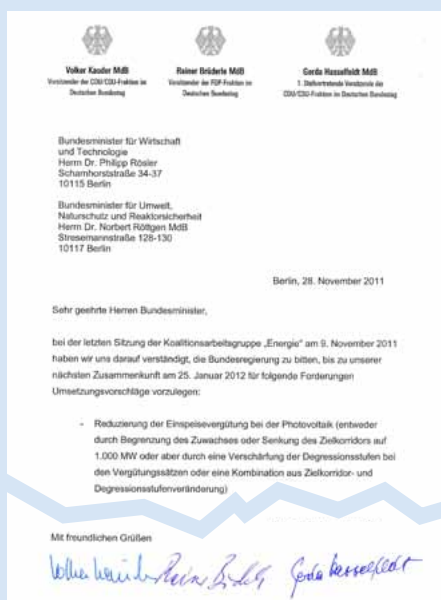 Volker Kauder MdB
Vorsitzender der CDU/CSU-Fraktion im
Deutschen Bundestag
Rainer Brüderle MdB
Vorsitzender der FDP-Fraktion im
Deutschen Bundestag
Gerda Hasselfeldt MdB
1. Stellvertretende Vorsitzende der
CDU/CSU-Fraktion im Deutschen Bundestag
Bundesminister für Wirtschaft
und Technologie
Herrn Dr. Philipp Rösler
Scharnhorststraße 34-37
10115 Berlin
Bundesminister für Umwelt,
Naturschutz und Reaktorsicherheit
Herrn Dr. Norbert Röttgen MdB
Stresemannstraße 128-130
10117 Berlin
Berlin, 28. November 2011
Sehr geehrte Herren Bundesminister,
bei der letzten Sitzung der Koalitionsarbeitsgruppe „Energie" am 9. November 2011
haben wir uns darauf verständigt, die Bundesregierung zu bitten, bis zu unserer
nächsten Zusammenkunft am 25. Januar 2012 für folgende Forderungen
Umsetzungsvorschläge vorzulegen:
- Reduzierung der Einspeisevergütung bei der Photovoltaik (entweder
durch Begrenzung des Zuwachses oder Senkung des Zielkorridors auf
1.000 MW oder aber durch eine Verschärfung der Degressionsstufen bei
den Vergütungssätzen oder eine Kombination aus Zielkorridor- und
Degressionsstufenveränderung)
Mit freundlichen Grüßen
Volker Kauder Rainer Brüderle Gerda Hasselfeldt